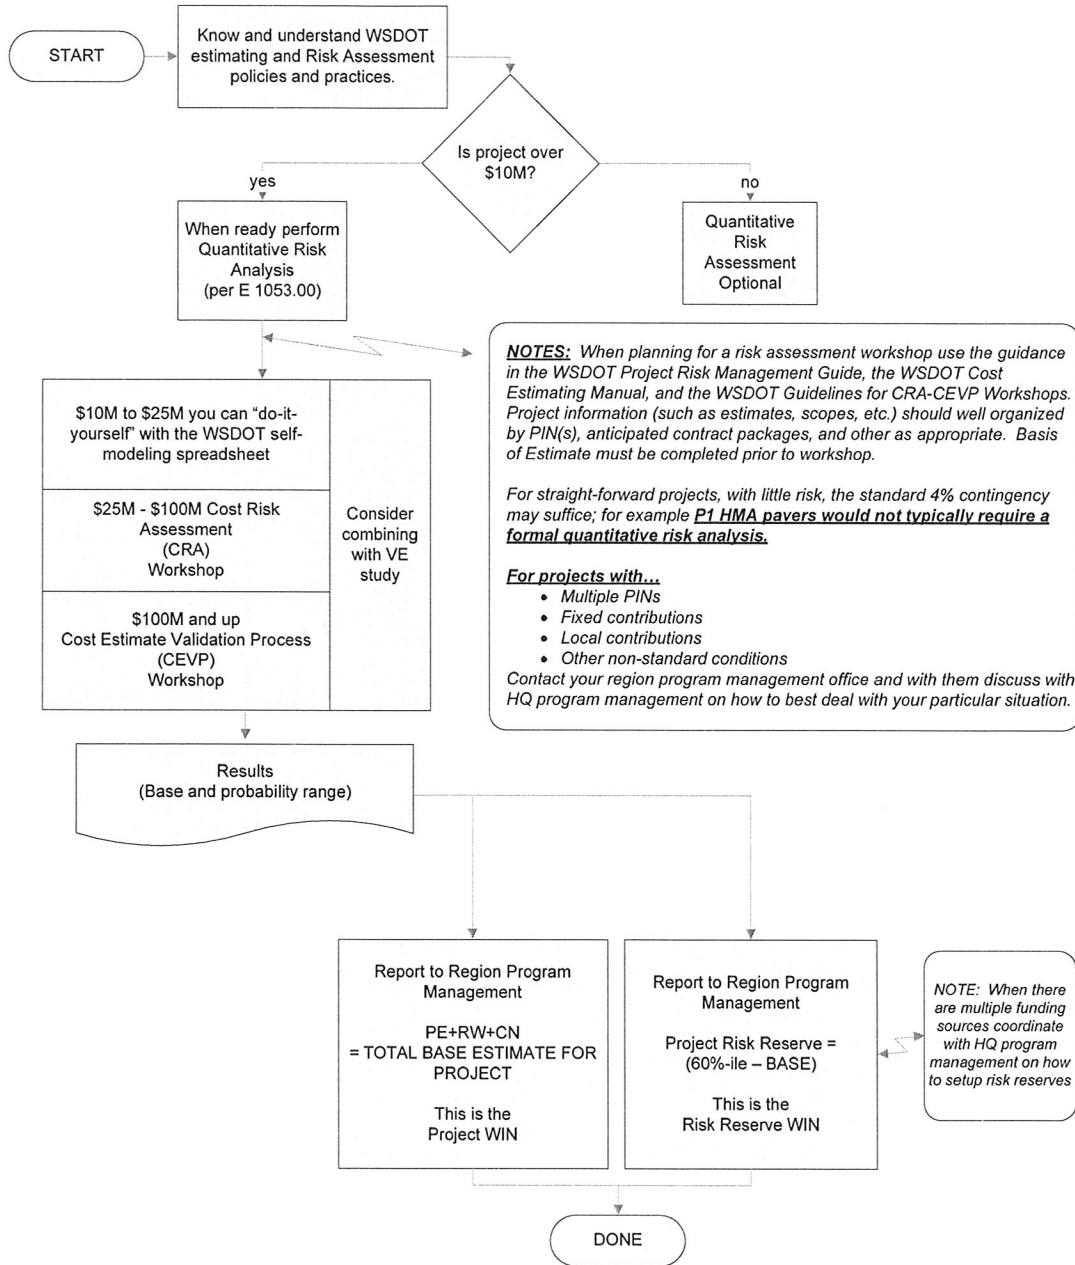 START
Know and understand WSDOT
estimating and Risk Assessment
policies and practices.
Is project over
$10M?
yes
no
When ready perform
Quantitative Risk
Analysis
(per E 1053.00)
Quantitative
Risk
Assessment
Optional
NOTES: When planning for a risk assessment workshop use the guidance
in the WSDOT Project Risk Management Guide, the WSDOT Cost
Estimating Manual, and the WSDOT Guidelines for CRA-CEVP Workshops.
Project information (such as estimates, scopes, etc.) should well organized
by PIN(s), anticipated contract packages, and other as appropriate. Basis
of Estimate must be completed prior to workshop.
For straight-forward projects, with little risk, the standard 4% contingency
may suffice; for example P1 HMA pavers would not typically require a
formal quantitative risk analysis.
For projects with…
• Multiple PINs
• Fixed contributions
• Local contributions
• Other non-standard conditions
Contact your region program management office and with them discuss with
HQ program management on how to best deal with your particular situation.
$10M to $25M you can “do-it-
yourself” with the WSDOT self-
modeling spreadsheet
$25M - $100M Cost Risk
Assessment
(CRA)
Workshop
$100M and up
Cost Estimate Validation Process
(CEVP)
Workshop
Consider
combining
with VE
study
Results
(Base and probability range)
Report to Region Program
Management
PE+RW+CN
= TOTAL BASE ESTIMATE FOR
PROJECT
This is the
Project WIN
Report to Region Program
Management
Project Risk Reserve =
(60%-ile – BASE)
This is the
Risk Reserve WIN
NOTE: When there
are multiple funding
sources coordinate
with HQ program
management on how
to setup risk reserves
DONE